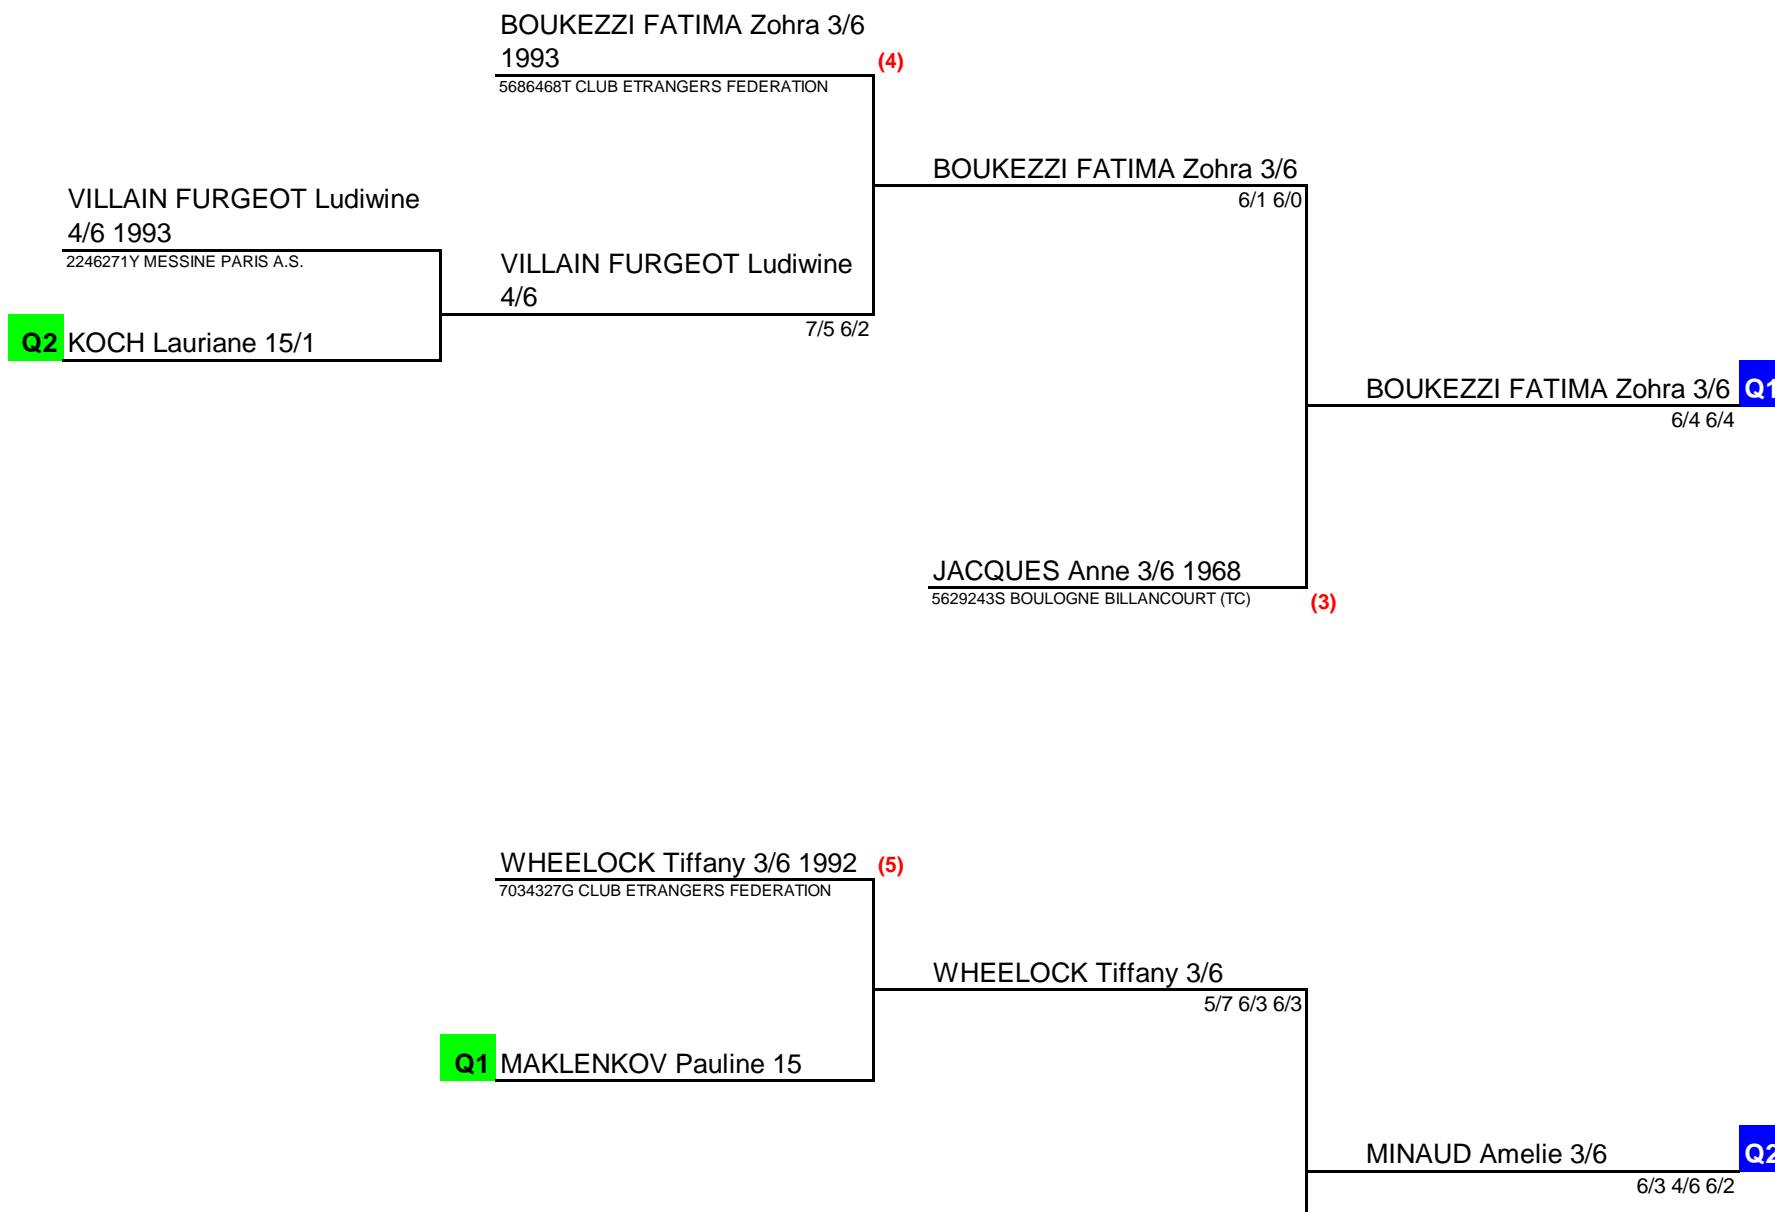 BOUKEZZI FATIMA Zohra 3/6
1993
(4)
5686468T CLUB ETRANGERS FEDERATION
BOUKEZZI FATIMA Zohra 3/6
6/1 6/0
VILLAIN FURGEOT Ludiwine
4/6 1993
2246271Y MESSINE PARIS A.S.
VILLAIN FURGEOT Ludiwine
4/6
7/5 6/2
Q2 KOCH Lauriane 15/1
BOUKEZZI FATIMA Zohra 3/6 Q1
6/4 6/4
JACQUES Anne 3/6 1968
5629243S BOULOGNE BILLANCOURT (TC)
(3)
WHEELOCK Tiffany 3/6 1992 (5)
7034327G CLUB ETRANGERS FEDERATION
WHEELOCK Tiffany 3/6
5/7 6/3 6/3
Q1 MAKLENKOV Pauline 15
MINAUD Amelie 3/6 Q2
6/3 4/6 6/2